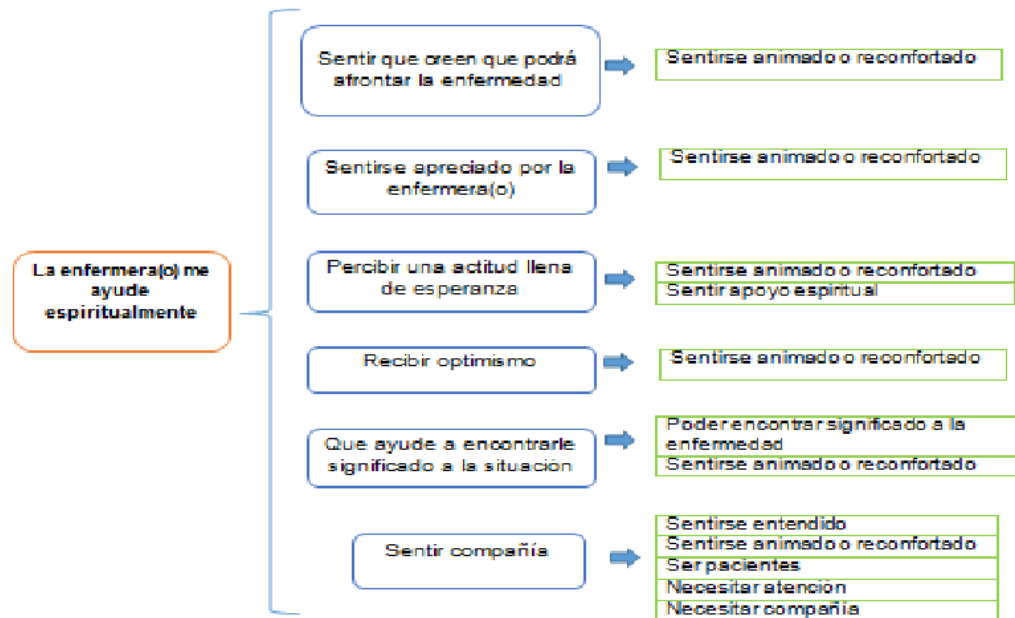 Sentir que creen que podrá
afrontar la enfermedad
Sentirse animado o reconfortado
Sentirse apreciado por la
enfermera(o)
Sentirse animado o reconfortado
La enfermera(o) me
ayude
espiritualmente
Percibir una actitud llena
de esperanza
Sentirse animado o reconfortado
Sentir apoyo espiritual
Recibir optimismo
Sentirse animado o reconfortado
Que ayude a encontrarle
significado a la situación
Poder encontrar significado a la
enfermedad
Sentirse animado o reconfortado
Sentir compañía
Sentirse entendido
Sentirse animado o reconfortado
Ser pacientes
Necesitar atención
Necesitar compañía